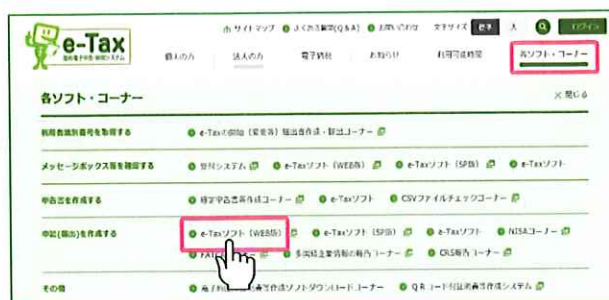 サイトマップ よくある質問(Q&A) お問い合わせ 文字サイズ 標準 大 ログイン
e-Tax
国税電子申告・納税システム
個人の方 法人の方 電子納税 お知らせ 利用可能時間 各ソフト・コーナー
各ソフト・コーナー ×閉じる
利用者識別番号を取得する e-Taxの開始(変更等)届出書作成・提出コーナー
メッセージボックス等を確認する 受付システム e-Taxソフト(WEB版) e-Taxソフト(SP版) e-Taxソフト
申告書を作成する 確定申告書等作成コーナー e-Taxソフト CSVファイルチェックコーナー
申請(届出)を作成する e-Taxソフト(WEB版) e-Taxソフト(SP版) e-Taxソフト NISAコーナー
多国籍企業情報の報告コーナー CRS報告コーナー
その他 QRコード付証明書等作成システム